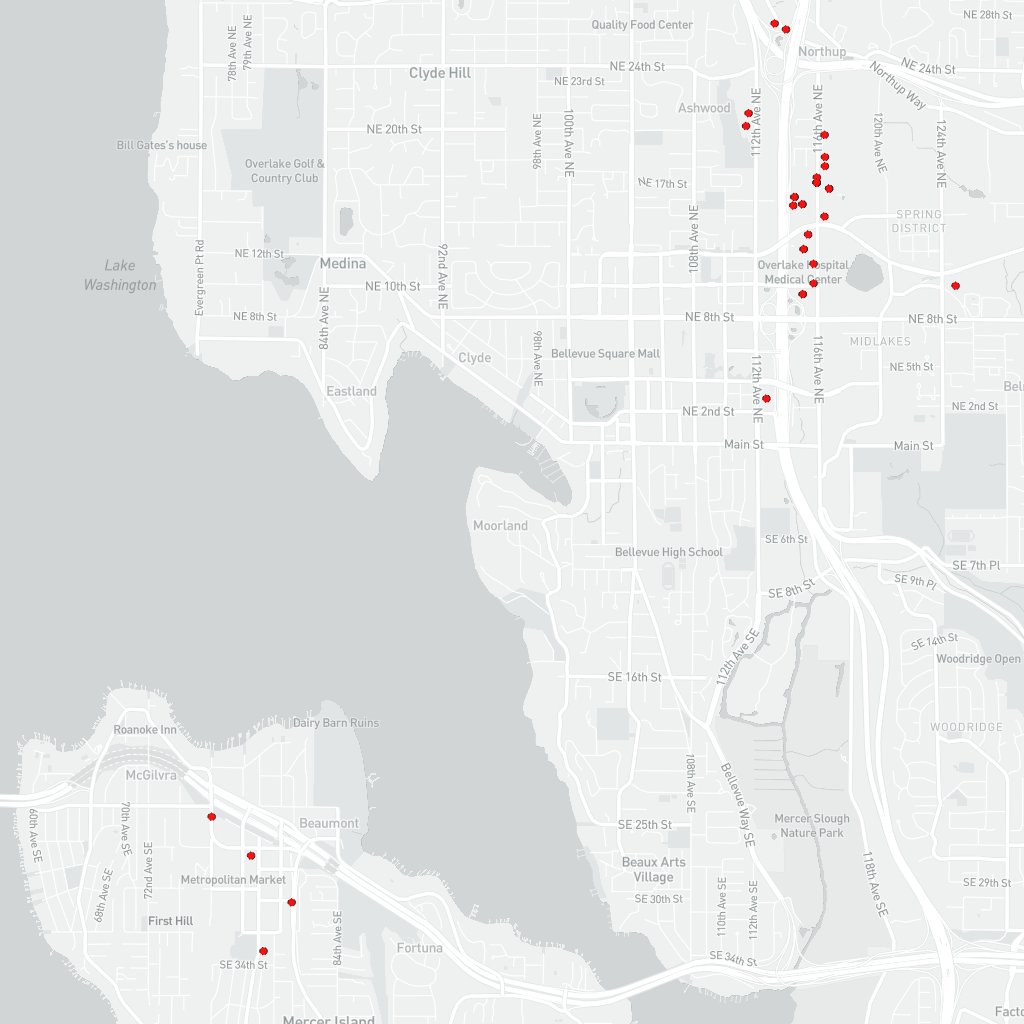 Quality Food Center
NE 28th St
78th Ave NE
79th Ave NE
Northup
Clyde Hill
NE 24th St
NE 24th St
NE 23rd St
Northup Way
Ashwood
112th Ave NE
116th Ave NE
120th Ave NE
124th Ave NE
100th Ave NE
98th Ave NE
NE 20th St
Bill Gates's house
Overlake Golf &
Country Club
NE 17th St
108th Ave NE
SPRING
DISTRICT
Lake
Washington
Evergreen Pt Rd
NE 12th St
Medina
92nd Ave NE
Overlake Hospital
Medical Center
NE 10th St
84th Ave NE
NE 8th St
NE 8th St
NE 8th St
MIDLAKES
Clyde
98th Ave NE
Bellevue Square Mall
112th Ave NE
116th Ave NE
NE 5th St
Eastland
NE 2nd St
NE 2nd St
Main St
Main St
Moorland
SE 6th St
Bellevue High School
SE 7th Pl
SE 9th Pl
SE 8th St
112th Ave SE
SE 14th St
Woodridge Open
SE 16th St
WOODRIDGE
Dairy Barn Ruins
Roanoke Inn
McGilvra
108th Ave SE
Bellevue Way SE
60th Ave SE
70th Ave SE
72nd Ave SE
68th Ave SE
Beaumont
SE 25th St
Mercer Slough
Nature Park
Metropolitan Market
Beaux Arts
Village
118th Ave SE
SE 29th St
SE 30th St
110th Ave SE
112th Ave SE
First Hill
84th Ave SE
Fortuna
SE 34th St
SE 34th St
Mercer Island